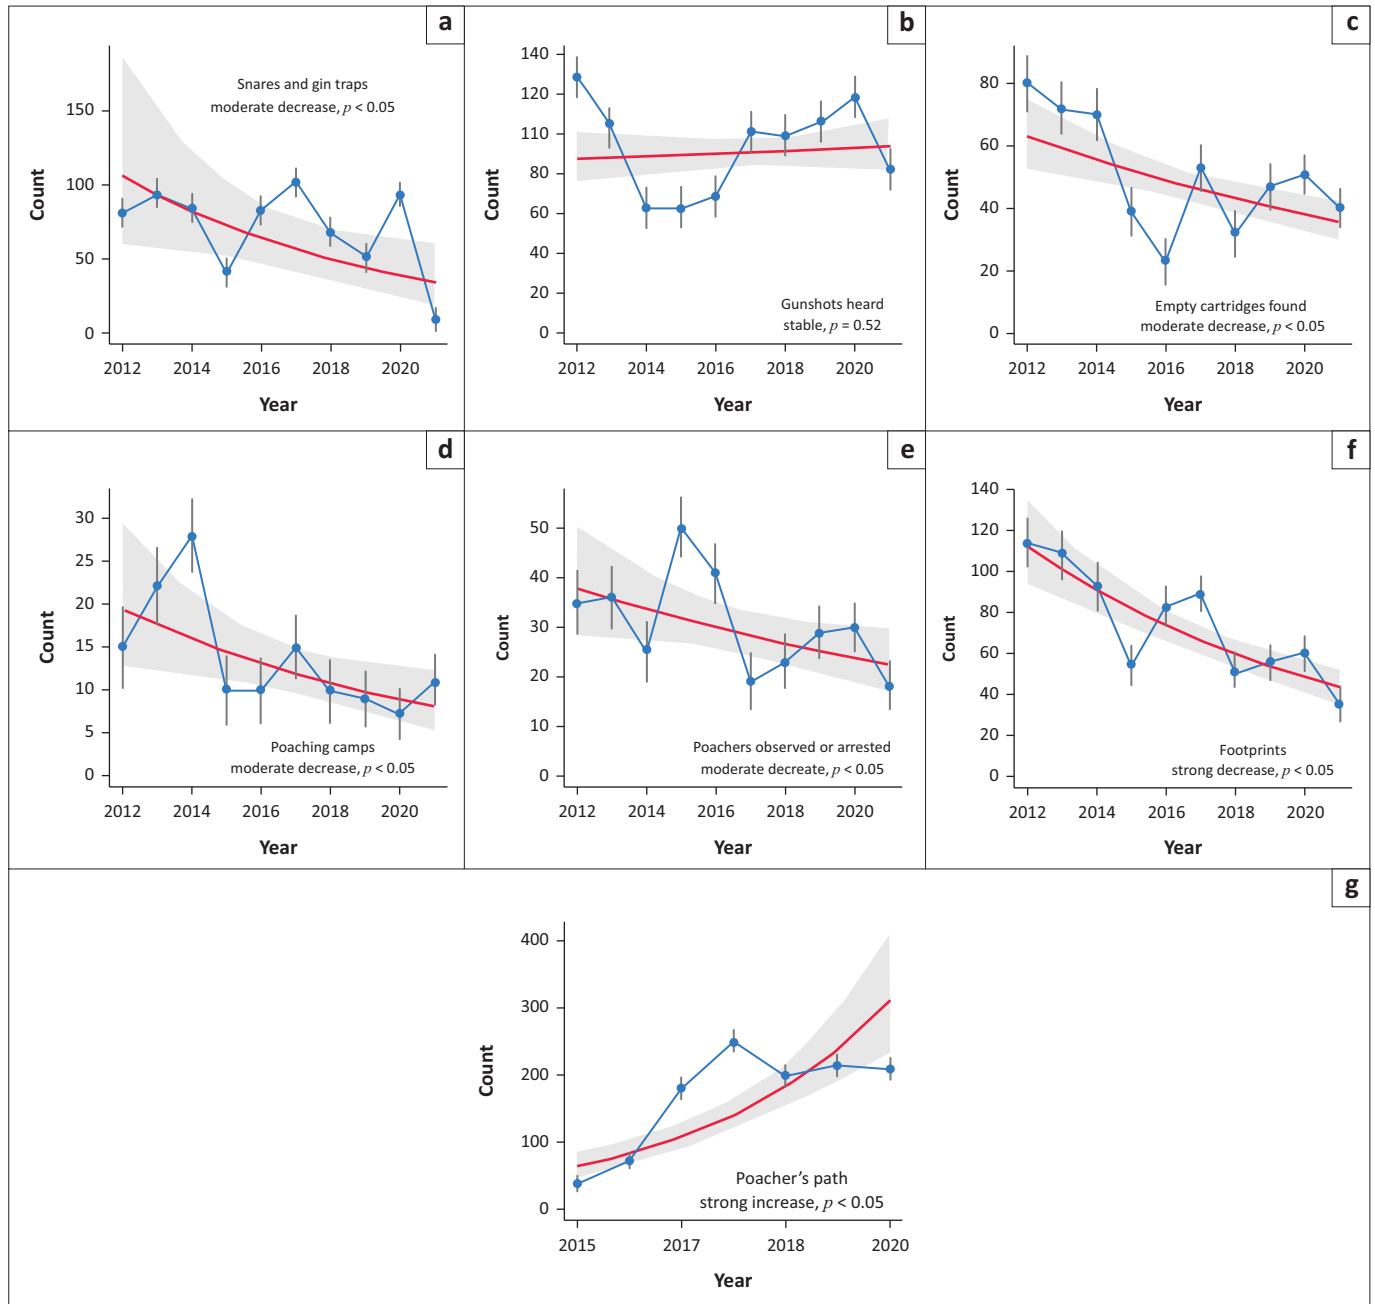 a
Snares and gin traps
moderate decrease, p < 0.05
150
100
50
0
Count
2012 2014 2016 2018 2020
Year
b
140
120
110
80
60
40
20
0
Count
Gunshots heard
stable, p = 0.52
2012 2014 2016 2018 2020
Year
c
80
60
40
20
0
Count
Empty cartridges found
moderate decrease, p < 0.05
2012 2014 2016 2018 2020
Year
d
30
25
20
15
10
5
0
Count
Poaching camps
moderate decrease, p < 0.05
2012 2014 2016 2018 2020
Year
e
50
40
30
20
10
0
Count
Poachers observed or arrested
moderate decreate, p < 0.05
2012 2014 2016 2018 2020
Year
f
140
120
100
80
60
40
20
0
Count
Footprints
strong decrease, p < 0.05
2012 2014 2016 2018 2020
Year
g
400
300
200
100
0
Count
Poacher's path
strong increase, p < 0.05
2015 2017 2018 2020
Year